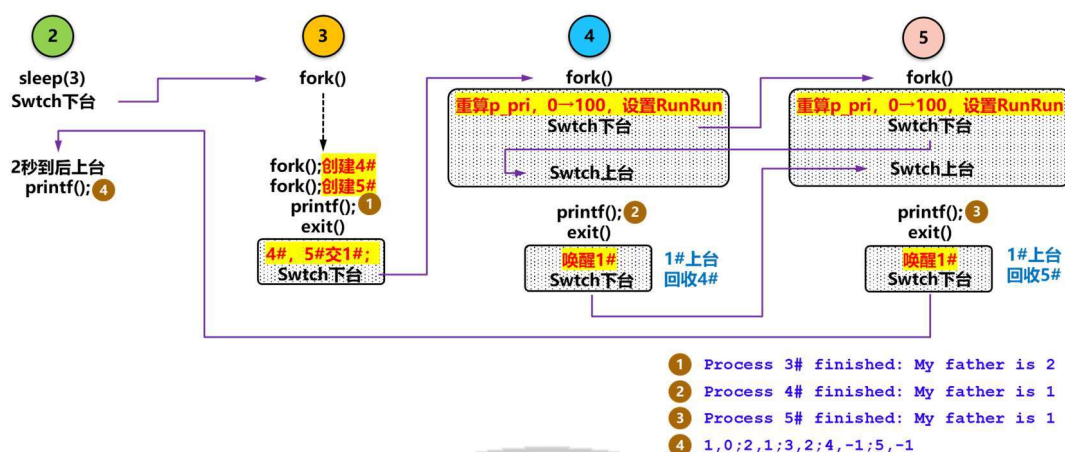 2
sleep(3)
Swtch下台
2秒到后上台
printf(); 4
3
fork()
fork();创建4#
fork();创建5#
printf(); 1
exit()
4#，5#交1#；
Swtch下台
4
fork()
重算p_pri，0→100，设置RunRun
Swtch下台
Swtch上台
printf(); 2
exit()
唤醒1#
Swtch下台
1#上台
回收4#
5
fork()
重算p_pri，0→100，设置RunRun
Swtch下台
Swtch上台
printf(); 3
exit()
唤醒1#
Swtch下台
1#上台
回收5#
1 Process 3# finished: My father is 2
2 Process 4# finished: My father is 1
3 Process 5# finished: My father is 1
4 1,0;2,1;3,2;4,-1;5,-1